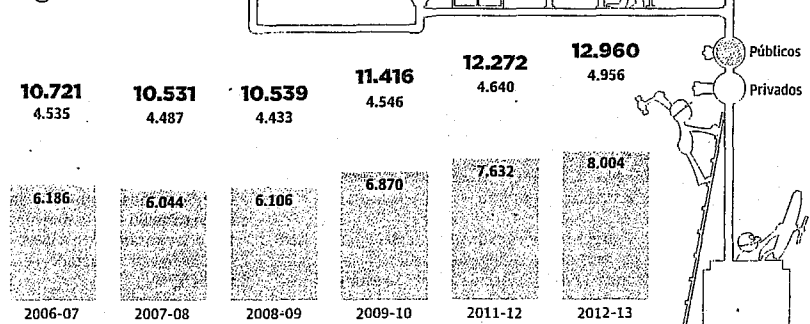 10.721 10.531 10.539 11.416 12.272 12.960
4.535 4.487 4.433 4.546 4.640 4.956
Públicos
Privados
6.186 6.044 6.106 6.870 7.632 8.004
2006-07 2007-08 2008-09 2009-10 2011-12 2012-13